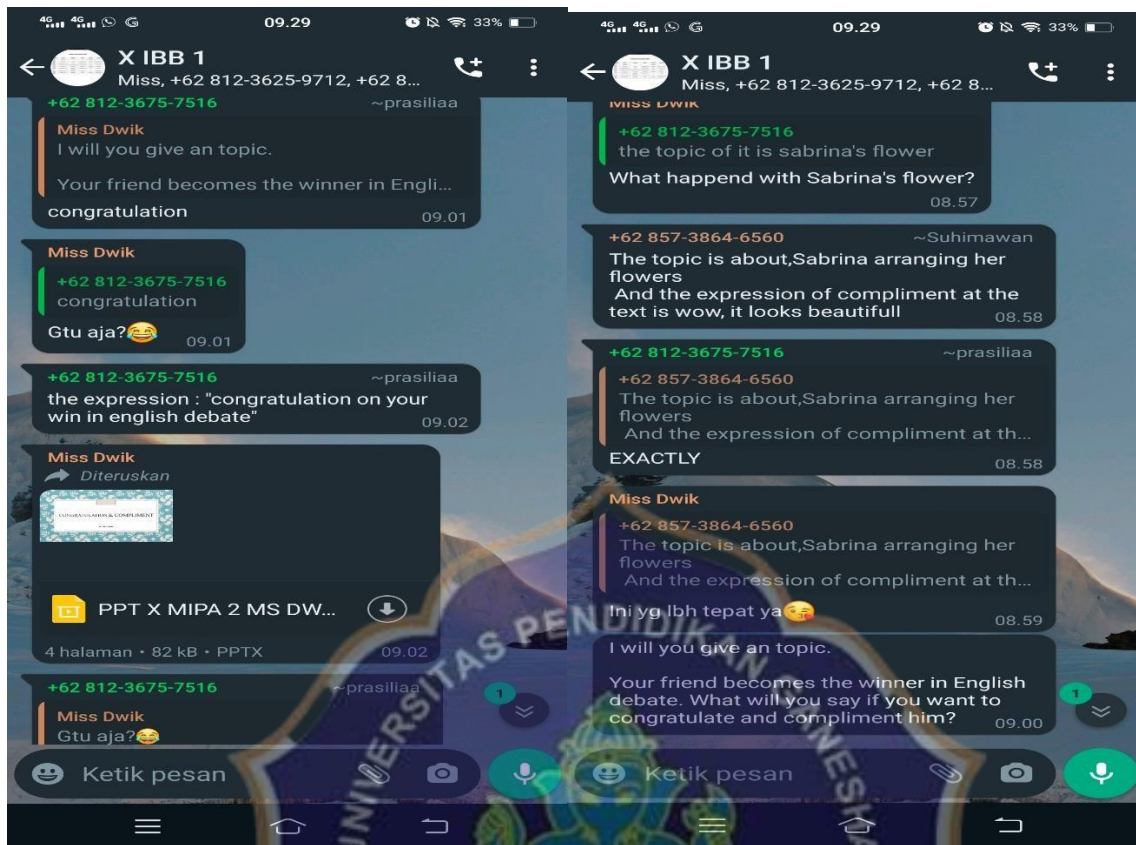 4G 4G G 09.29 33%
X IBB 1
Miss, +62 812-3625-9712, +62 8...
+62 812-3675-7516 ~prasiliaa
Miss Dwik
I will you give an topic.
Your friend becomes the winner in Engli...
congratulation 09.01
Miss Dwik
+62 812-3675-7516
congratulation
Gtu aja?😂 09.01
+62 812-3675-7516 ~prasiliaa
the expression : "congratulation on your
win in english debate" 09.02
Miss Dwik
Diteruskan
CONGRATULATION & COMPLIMENT
PPT X MIPA 2 MS DW...
4 halaman • 82 kB • PPTX 09.02
+62 812-3675-7516 ~prasiliaa
Miss Dwik
Gtu aja?😂
1
Ketik pesan
4G 4G G 09.29 33%
X IBB 1
Miss, +62 812-3625-9712, +62 8...
Miss Dwik
+62 812-3675-7516
the topic of it is sabrina's flower
What happend with Sabrina's flower?
08.57
+62 857-3864-6560 ~Suhimawan
The topic is about,Sabrina arranging her
flowers
And the expression of compliment at the
text is wow, it looks beautifull 08.58
+62 812-3675-7516 ~prasiliaa
+62 857-3864-6560
The topic is about,Sabrina arranging her
flowers
And the expression of compliment at th...
EXACTLY 08.58
Miss Dwik
+62 857-3864-6560
The topic is about,Sabrina arranging her
flowers
And the expression of compliment at th...
Ini yg lbh tepat ya😘 08.59
I will you give an topic.
Your friend becomes the winner in English
debate. What will you say if you want to
congratulate and compliment him? 09.00
1
Ketik pesan
UNIVERSITAS PENDIDIKAN GANESHA